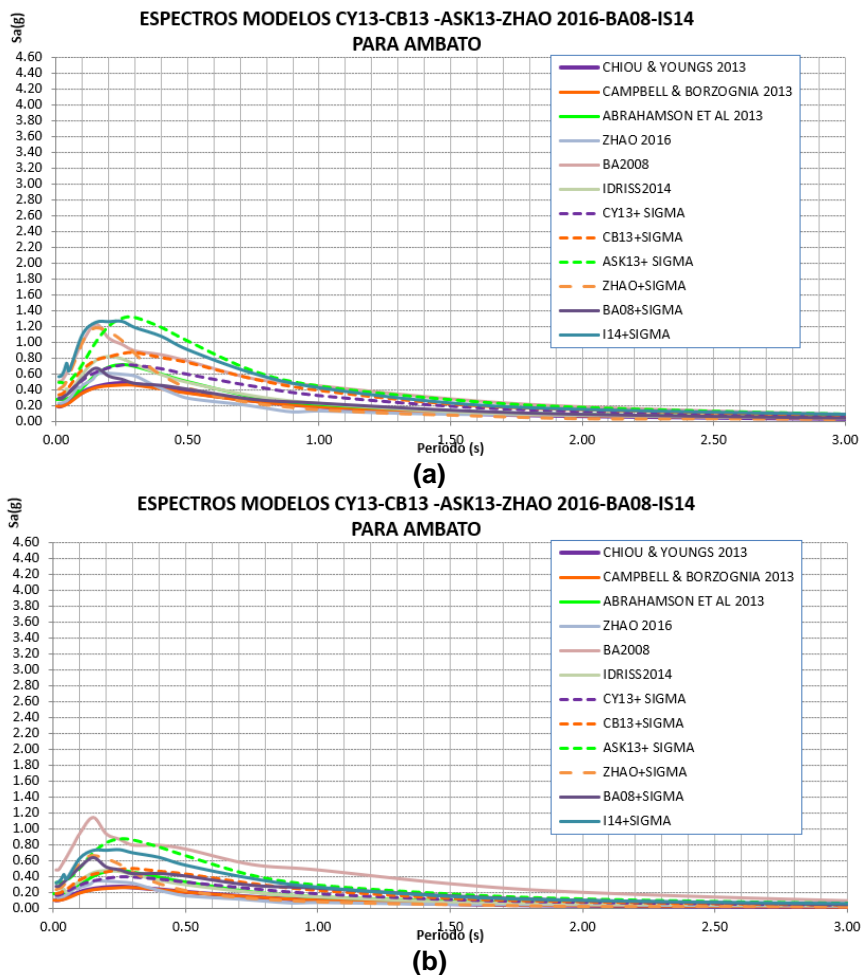 ESPECTROS MODELOS CY13-CB13 -ASK13-ZHAO 2016-BA08-IS14
PARA AMBATO
Sa(g)
4.60
4.40
4.20
4.00
3.80
3.60
3.40
3.20
3.00
2.80
2.60
2.40
2.20
2.00
1.80
1.60
1.40
1.20
1.00
0.80
0.60
0.40
0.20
0.00
CHIOU & YOUNGS 2013
CAMPBELL & BORZOGNIA 2013
ABRAHAMSON ET AL 2013
ZHAO 2016
BA2008
IDRISS2014
CY13+ SIGMA
CB13+SIGMA
ASK13+ SIGMA
ZHAO+SIGMA
BA08+SIGMA
I14+SIGMA
0.00 0.50 1.00 1.50 2.00 2.50 3.00
Período (s)
(a)
ESPECTROS MODELOS CY13-CB13 -ASK13-ZHAO 2016-BA08-IS14
PARA AMBATO
Sa(g)
4.60
4.40
4.20
4.00
3.80
3.60
3.40
3.20
3.00
2.80
2.60
2.40
2.20
2.00
1.80
1.60
1.40
1.20
1.00
0.80
0.60
0.40
0.20
0.00
CHIOU & YOUNGS 2013
CAMPBELL & BORZOGNIA 2013
ABRAHAMSON ET AL 2013
ZHAO 2016
BA2008
IDRISS2014
CY13+ SIGMA
CB13+SIGMA
ASK13+ SIGMA
ZHAO+SIGMA
BA08+SIGMA
I14+SIGMA
0.00 0.50 1.00 1.50 2.00 2.50 3.00
Período (s)
(b)